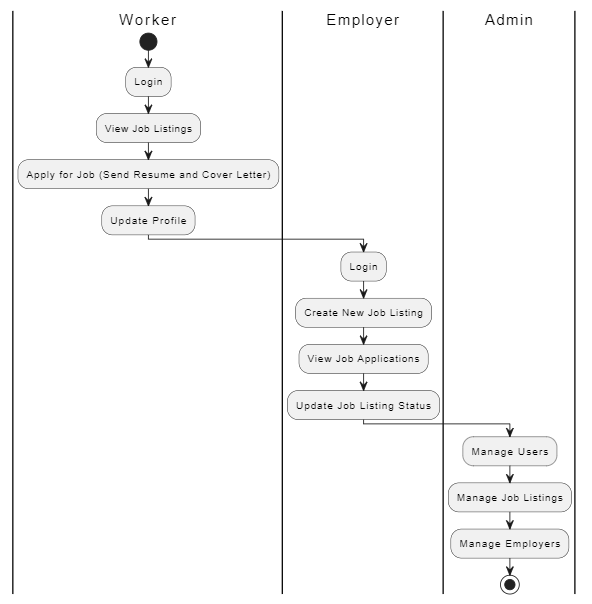 Worker
Employer
Admin
Login
View Job Listings
Apply for Job (Send Resume and Cover Letter)
Update Profile
Login
Create New Job Listing
View Job Applications
Update Job Listing Status
Manage Users
Manage Job Listings
Manage Employers